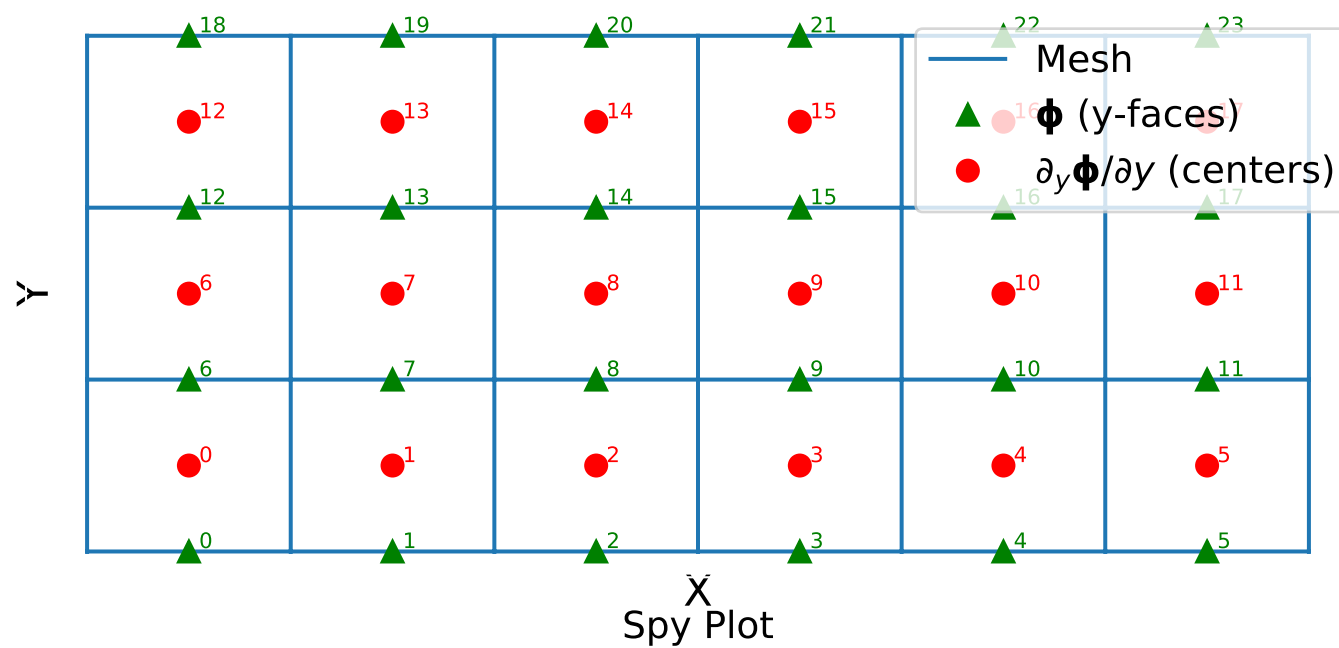 18 19 20 21 22 23
Mesh
12 13 14 15 16 17
ϕ (y-faces)
∂yϕ/∂y (centers)
12 13 14 15 16 17
6 7 8 9 10 11
Y
6 7 8 9 10 11
0 1 2 3 4 5
0 1 2 3 4 5
X
Spy Plot